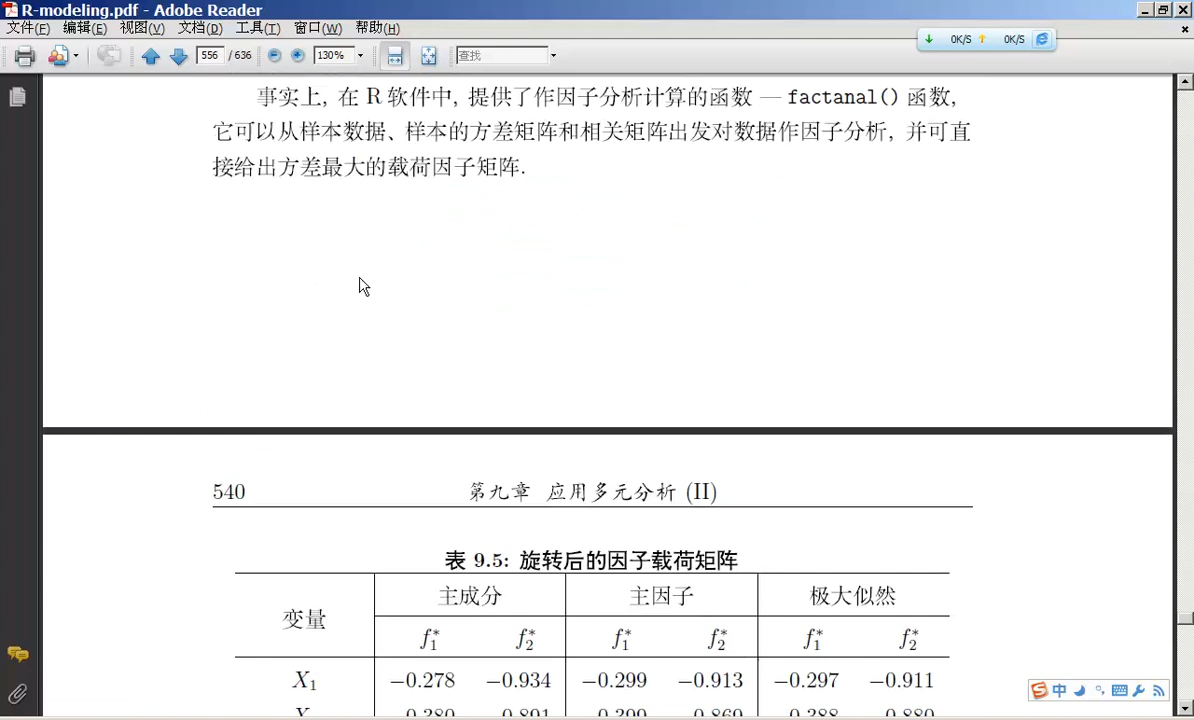 R-modeling.pdf - Adobe Reader
文件(F) 编辑(E) 视图(V) 文档(D) 工具(T) 窗口(W) 帮助(H)
556 / 636 130% 查找
0K/S 0K/S
事实上, 在 R 软件中, 提供了作因子分析计算的函数 — factanal() 函数,
它可以从样本数据、样本的方差矩阵和相关矩阵出发对数据作因子分析, 并可直
接给出方差最大的载荷因子矩阵.
540 第九章 应用多元分析 (II)
表 9.5: 旋转后的因子载荷矩阵
变量 主成分 主因子 极大似然
f₁* f₂* f₁* f₂* f₁* f₂*
X₁ −0.278 −0.934 −0.299 −0.913 −0.297 −0.911
中